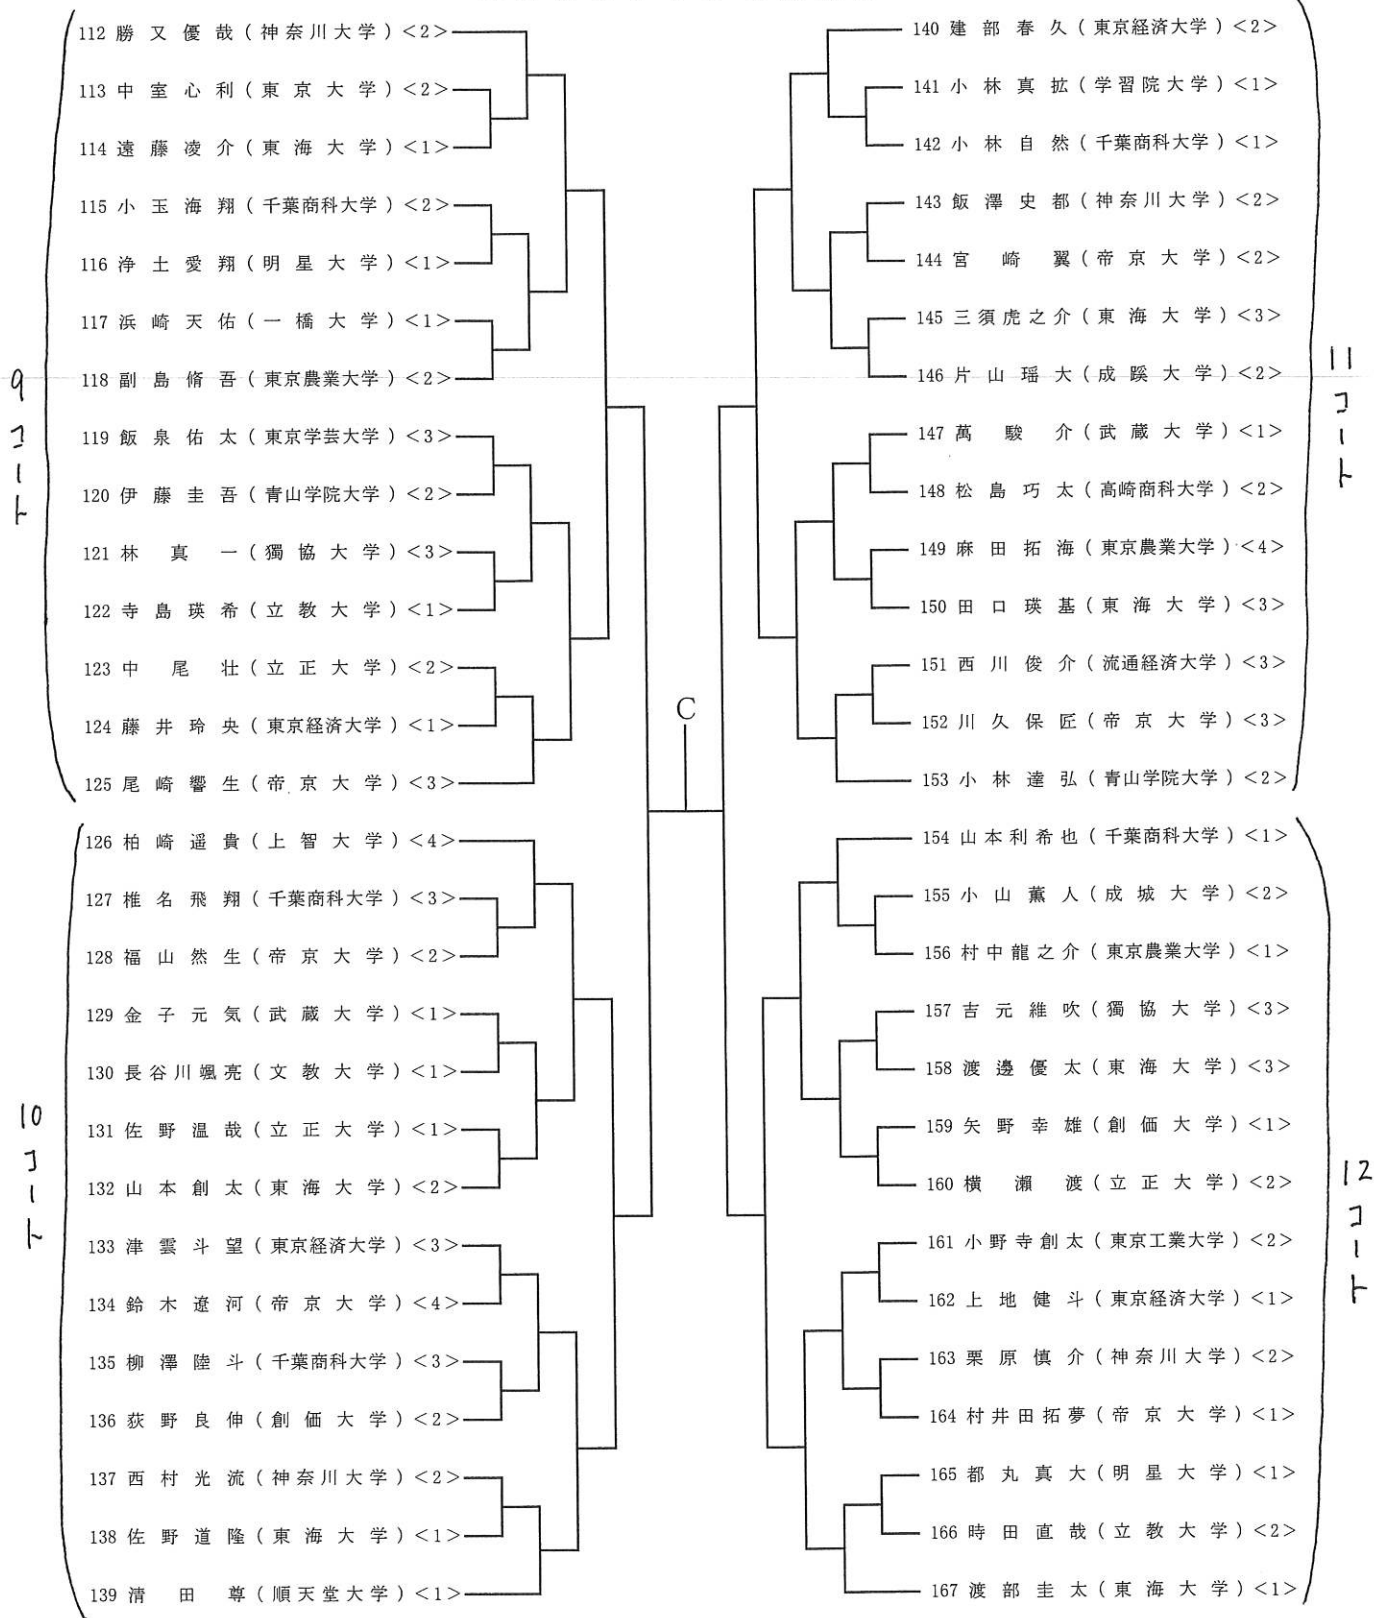 112 勝又優哉(神奈川大学)<2>
113 中室心利(東京大学)<2>
114 遠藤凌介(東海大学)<1>
115 小玉海翔(千葉商科大学)<2>
116 浄土愛翔(明星大学)<1>
117 浜崎天佑(一橋大学)<1>
118 副島脩吾(東京農業大学)<2>
119 飯泉佑太(東京学芸大学)<3>
120 伊藤圭吾(青山学院大学)<2>
121 林真一(獨協大学)<3>
122 寺島瑛希(立教大学)<1>
123 中尾壮(立正大学)<2>
124 藤井玲央(東京経済大学)<1>
125 尾崎響生(帝京大学)<3>
9コート
126 柏崎遥貴(上智大学)<4>
127 椎名飛翔(千葉商科大学)<3>
128 福山然生(帝京大学)<2>
129 金子元気(武蔵大学)<1>
130 長谷川颯亮(文教大学)<1>
131 佐野温哉(立正大学)<1>
132 山本創太(東海大学)<2>
133 津雲斗望(東京経済大学)<3>
134 鈴木遼河(帝京大学)<4>
135 柳澤陸斗(千葉商科大学)<3>
136 荻野良伸(創価大学)<2>
137 西村光流(神奈川大学)<2>
138 佐野道隆(東海大学)<1>
139 清田尊(順天堂大学)<1>
10コート
C
140 建部春久(東京経済大学)<2>
141 小林真拡(学習院大学)<1>
142 小林自然(千葉商科大学)<1>
143 飯澤史都(神奈川大学)<2>
144 宮崎翼(帝京大学)<2>
145 三須虎之介(東海大学)<3>
146 片山瑶大(成蹊大学)<2>
147 萬駿介(武蔵大学)<1>
148 松島巧太(高崎商科大学)<2>
149 麻田拓海(東京農業大学)<4>
150 田口瑛基(東海大学)<3>
151 西川俊介(流通経済大学)<3>
152 川久保匠(帝京大学)<3>
153 小林達弘(青山学院大学)<2>
11コート
154 山本利希也(千葉商科大学)<1>
155 小山薫人(成城大学)<2>
156 村中龍之介(東京農業大学)<1>
157 吉元維吹(獨協大学)<3>
158 渡邊優太(東海大学)<3>
159 矢野幸雄(創価大学)<1>
160 横瀬渡(立正大学)<2>
161 小野寺創太(東京工業大学)<2>
162 上地健斗(東京経済大学)<1>
163 栗原慎介(神奈川大学)<2>
164 村井田拓夢(帝京大学)<1>
165 都丸真大(明星大学)<1>
166 時田直哉(立教大学)<2>
167 渡部圭太(東海大学)<1>
12コート